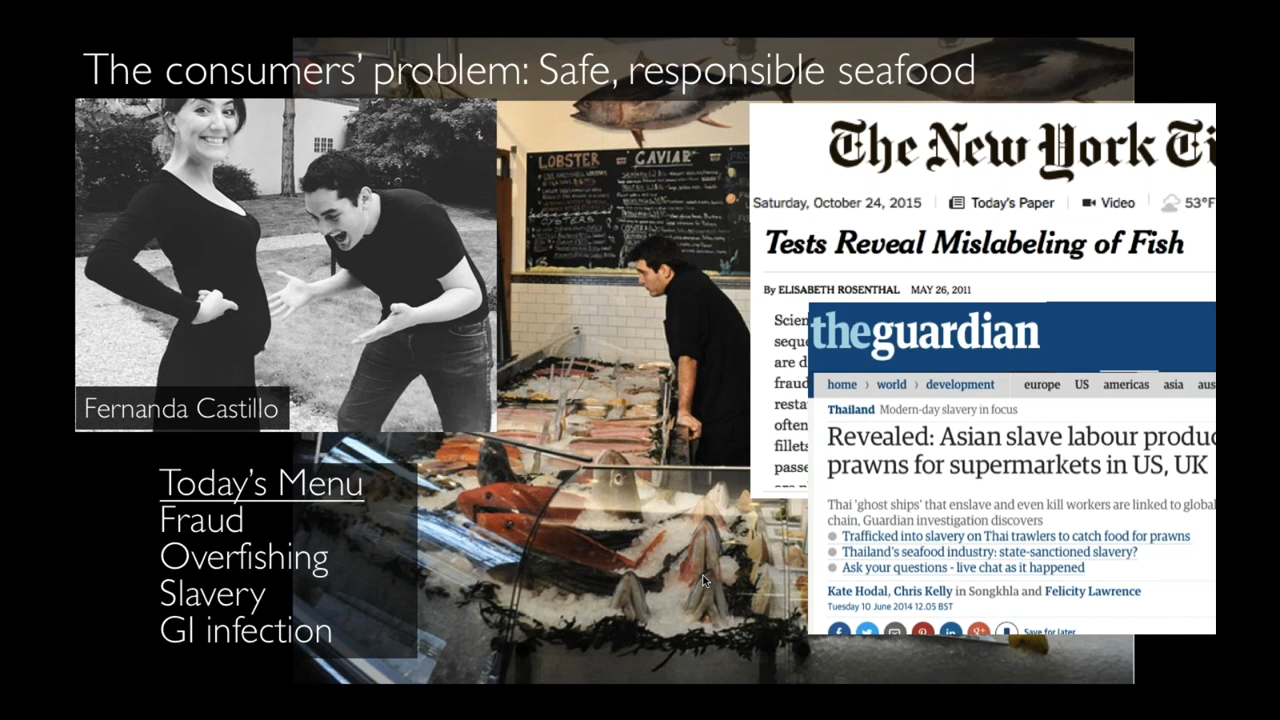 The consumers' problem: Safe, responsible seafood
Fernanda Castillo
Today's Menu
Fraud
Overfishing
Slavery
GI infection
LOBSTER
CAVIAR
The New York Ti
Saturday, October 24, 2015
Today's Paper
Video
53°F
Tests Reveal Mislabeling of Fish
By ELISABETH ROSENTHAL MAY 26, 2011
Scien
sequ
are d
fraud
resta
often
fillets
passe
theguardian
home › world › development europe US americas asia aus
Thailand Modern-day slavery in focus
Revealed: Asian slave labour produc
prawns for supermarkets in US, UK
Thai 'ghost ships' that enslave and even kill workers are linked to global
chain, Guardian investigation discovers
Trafficked into slavery on Thai trawlers to catch food for prawns
Thailand's seafood industry: state-sanctioned slavery?
Ask your questions - live chat as it happened
Kate Hodal, Chris Kelly in Songkhla and Felicity Lawrence
Tuesday 10 June 2014 12.05 BST
Save for later